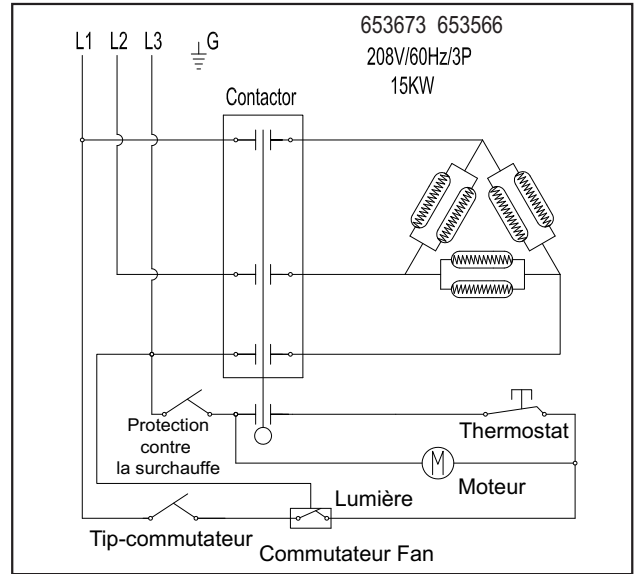 653673 653566
208V/60Hz/3P
15KW
L1 L2 L3 G
Contactor
Protection
contre
la surchauffe
Thermostat
M
Moteur
Lumière
Tip-commutateur
Commutateur Fan